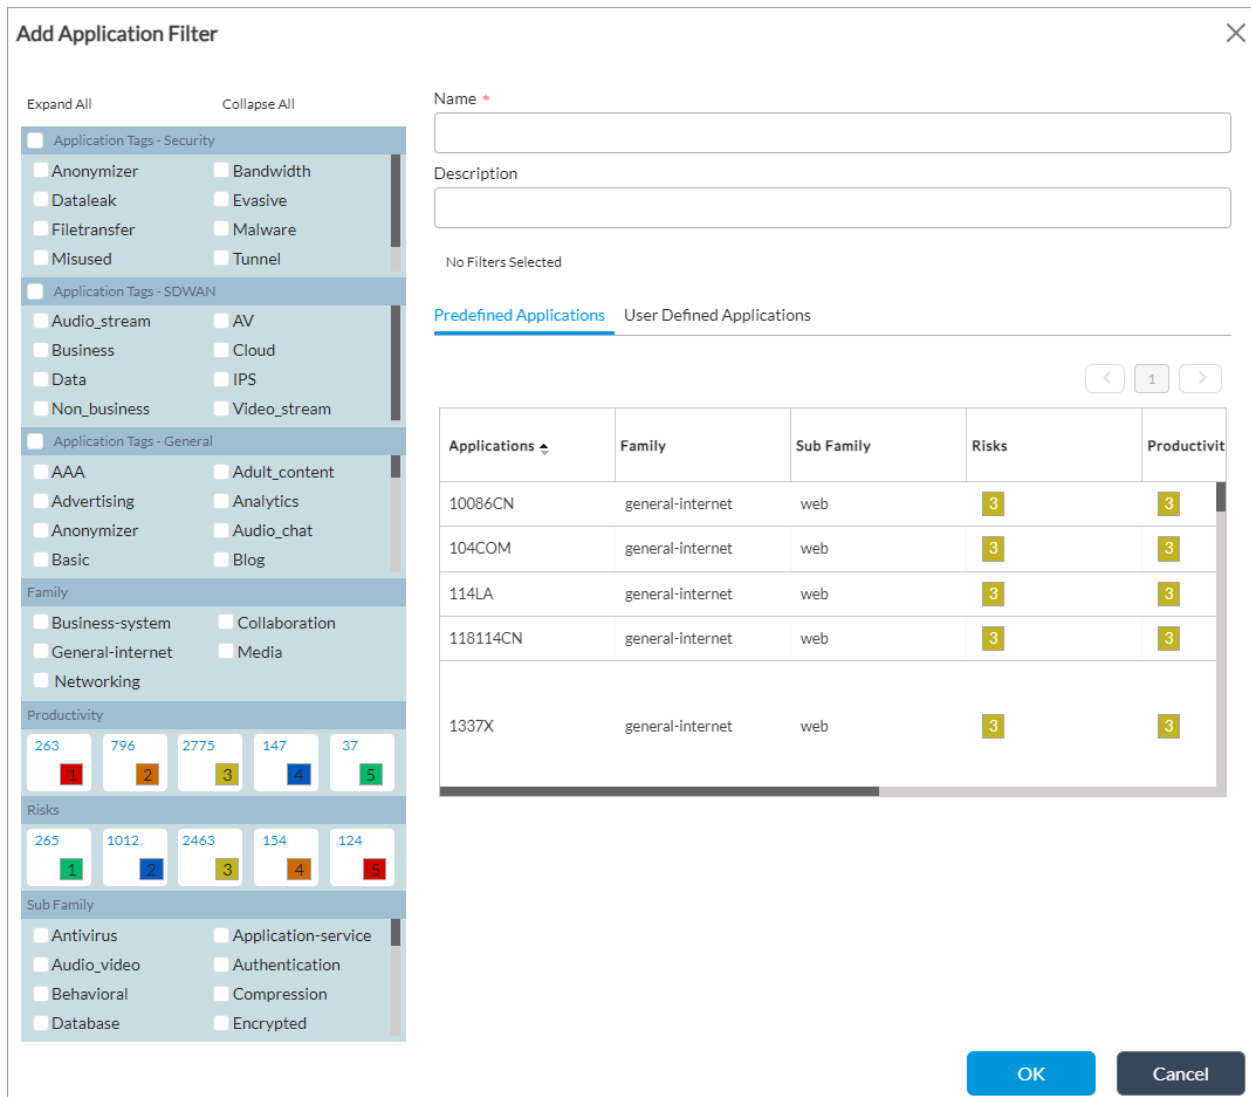 Add Application Filter
Expand All Collapse All
Application Tags - Security
Anonymizer Bandwidth
Dataleak Evasive
Filetransfer Malware
Misused Tunnel
Application Tags - SDWAN
Audio_stream AV
Business Cloud
Data IPS
Non_business Video_stream
Application Tags - General
AAA Adult_content
Advertising Analytics
Anonymizer Audio_chat
Basic Blog
Family
Business-system Collaboration
General-internet Media
Networking
Productivity
263 796 2775 147 37
1 2 3 4 5
Risks
265 1012 2463 154 124
1 2 3 4 5
Sub Family
Antivirus Application-service
Audio_video Authentication
Behavioral Compression
Database Encrypted
Name *
Description
No Filters Selected
Predefined Applications User Defined Applications
< 1 >
Applications Family Sub Family Risks Productivit
10086CN general-internet web 3 3
104COM general-internet web 3 3
114LA general-internet web 3 3
118114CN general-internet web 3 3
1337X general-internet web 3 3
OK Cancel